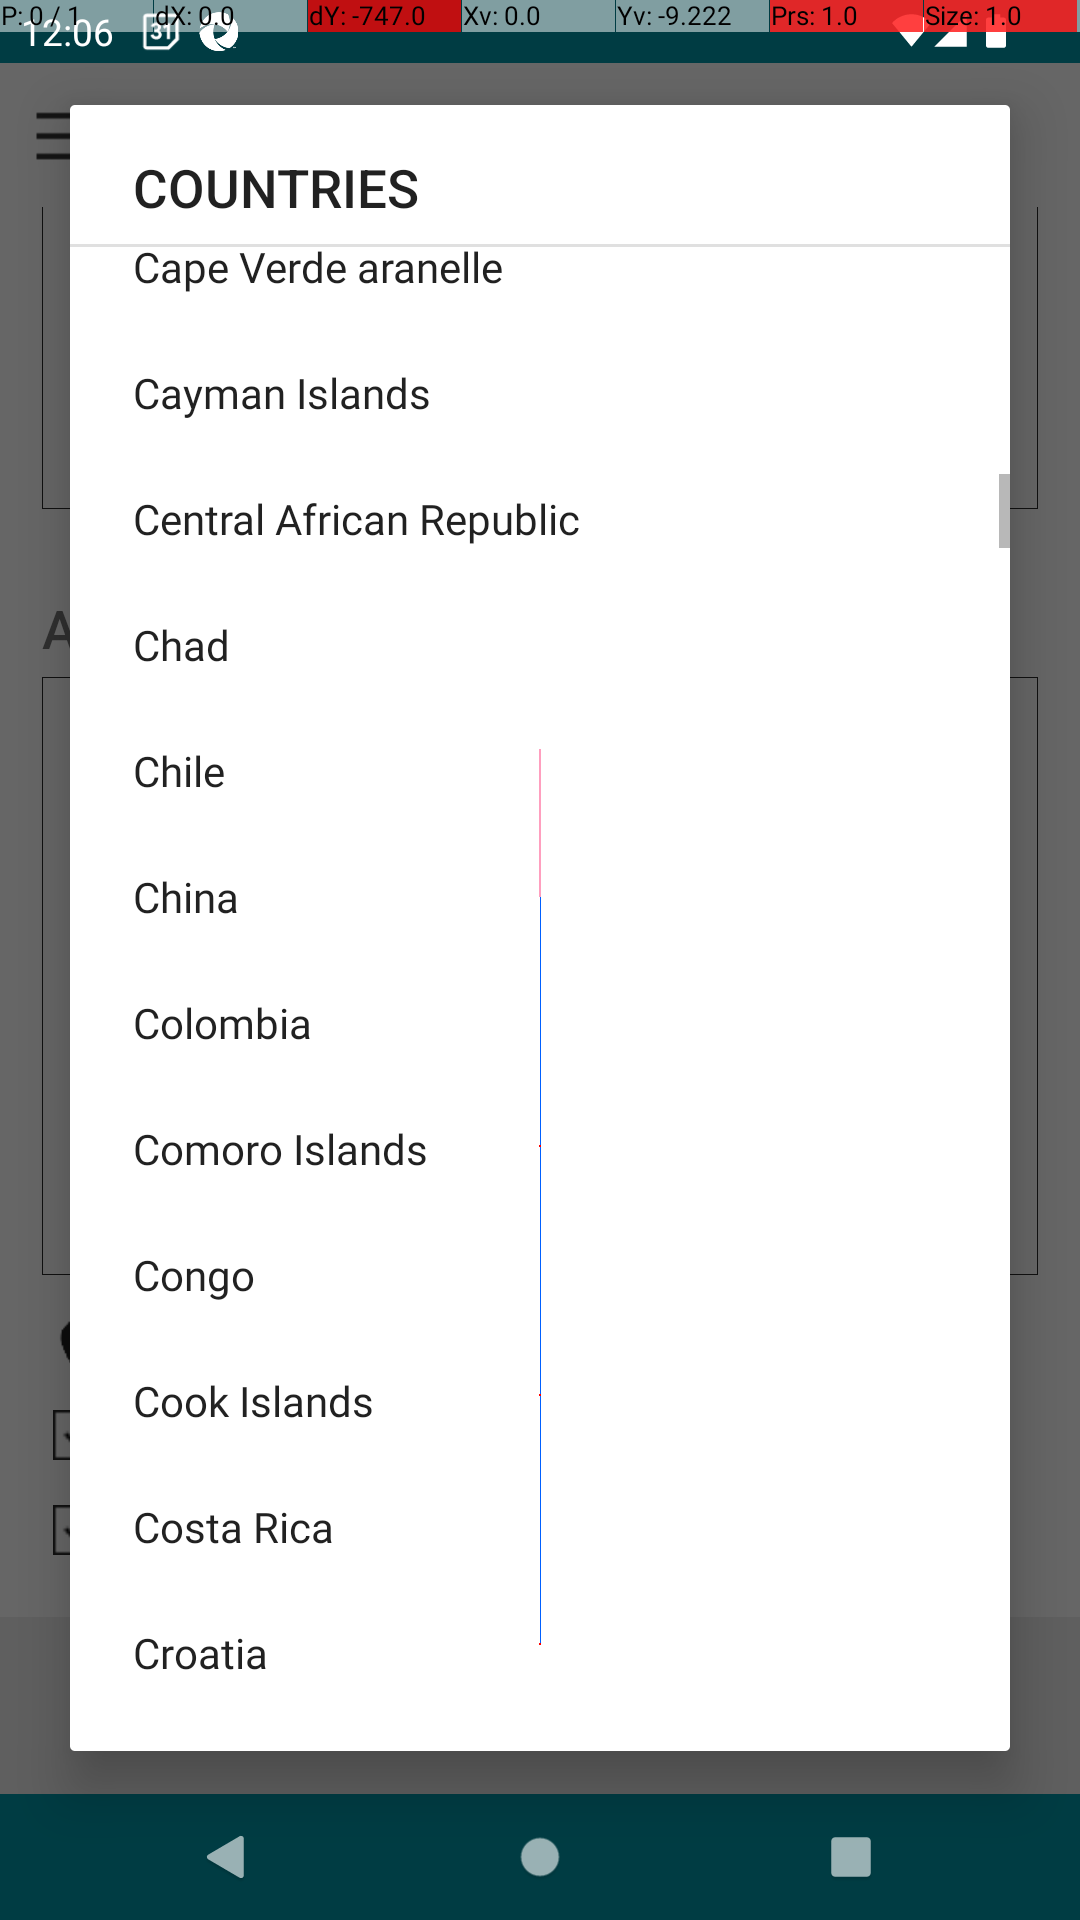 P: 0 / 1 dX: 0.0 dY: -747.0 Xv: 0.0 Yv: -9.222 Prs: 1.0 Size: 1.0
12:06 31
COUNTRIES
Cape Verde aranelle
Cayman Islands
Central African Republic
A
Chad
Chile
China
Colombia
Comoro Islands
Congo
Cook Islands
Costa Rica
Croatia